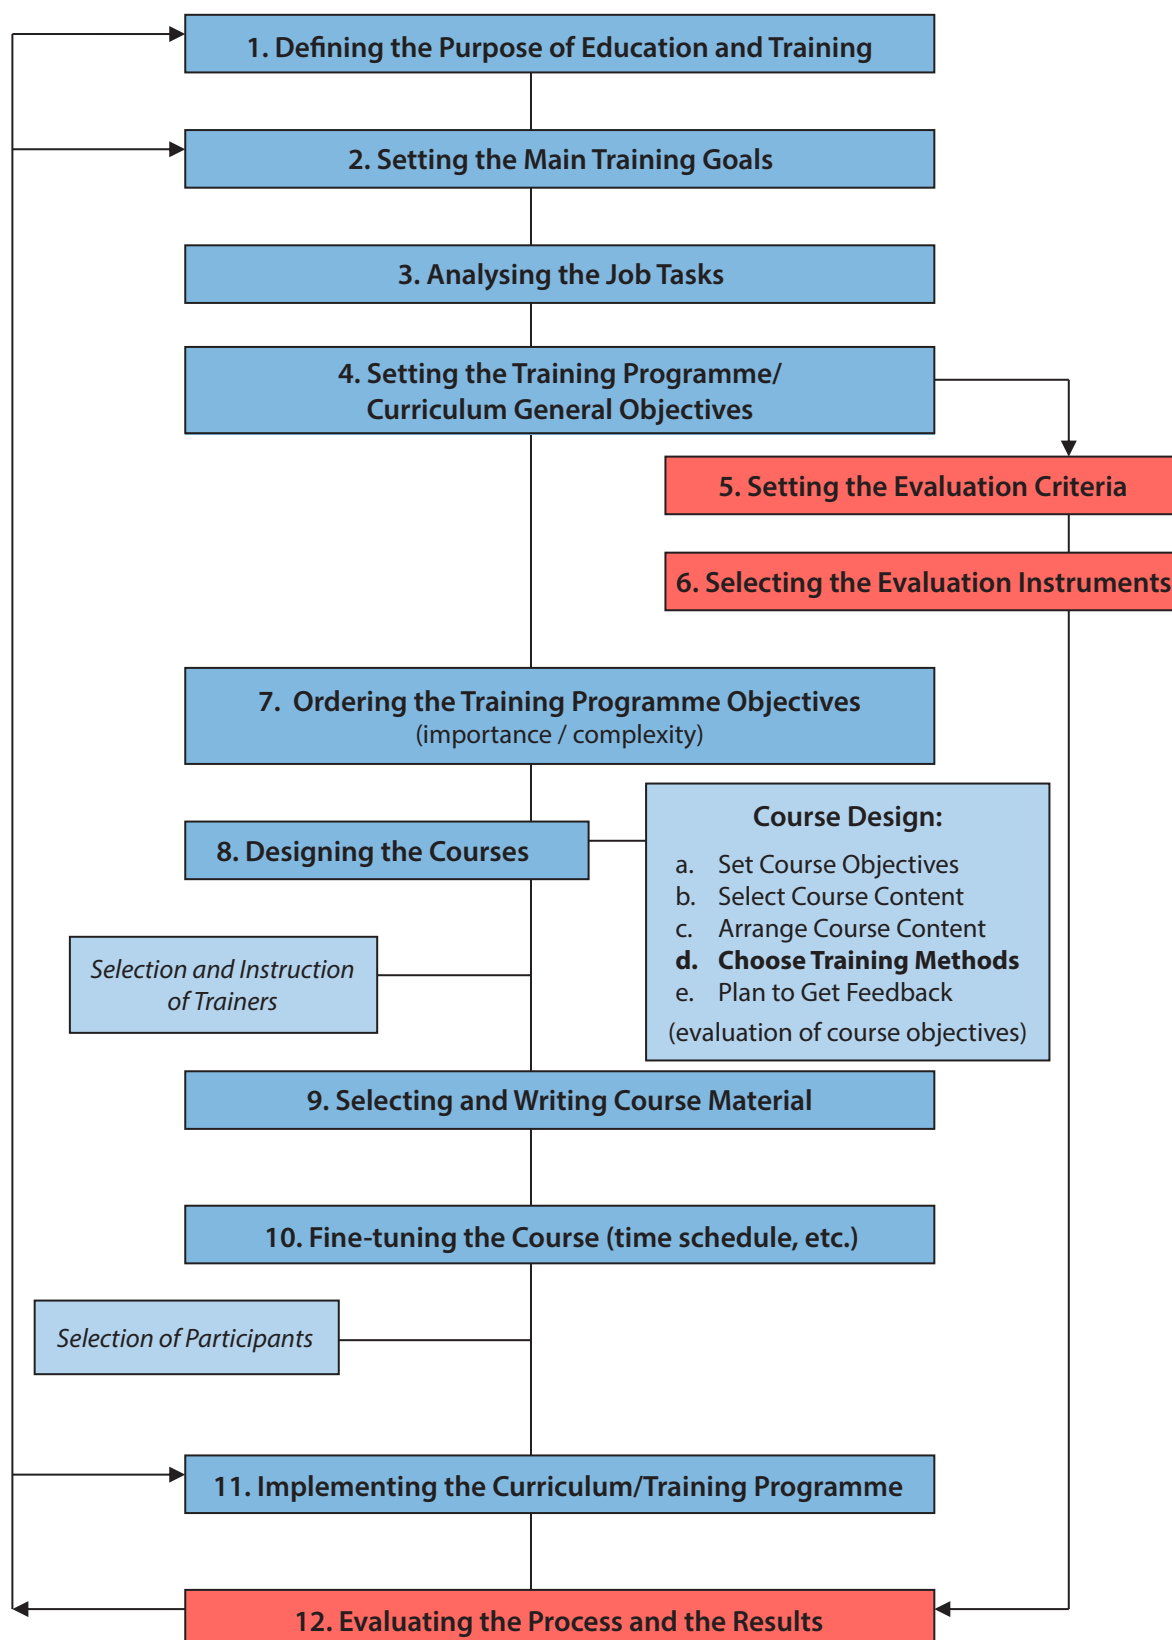 1. Defining the Purpose of Education and Training
2. Setting the Main Training Goals
3. Analysing the Job Tasks
4. Setting the Training Programme/
Curriculum General Objectives
5. Setting the Evaluation Criteria
6. Selecting the Evaluation Instruments
7. Ordering the Training Programme Objectives
(importance / complexity)
8. Designing the Courses
Course Design:
a. Set Course Objectives
b. Select Course Content
c. Arrange Course Content
d. Choose Training Methods
e. Plan to Get Feedback
(evaluation of course objectives)
Selection and Instruction
of Trainers
9. Selecting and Writing Course Material
10. Fine-tuning the Course (time schedule, etc.)
Selection of Participants
11. Implementing the Curriculum/Training Programme
12. Evaluating the Process and the Results